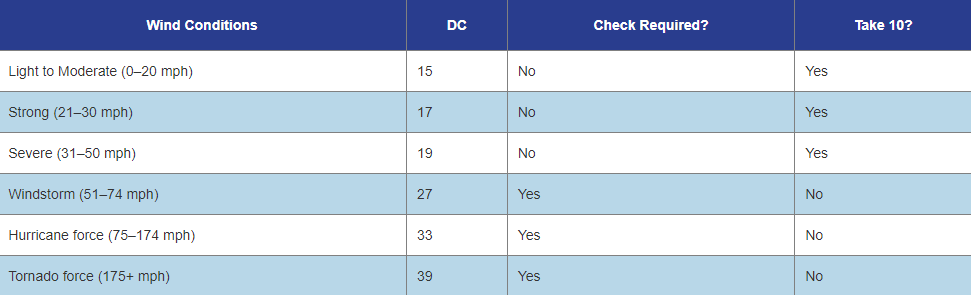 Wind Conditions DC Check Required? Take 10?
Light to Moderate (0–20 mph) 15 No Yes
Strong (21–30 mph) 17 No Yes
Severe (31–50 mph) 19 No Yes
Windstorm (51–74 mph) 27 Yes No
Hurricane force (75–174 mph) 33 Yes No
Tornado force (175+ mph) 39 Yes No